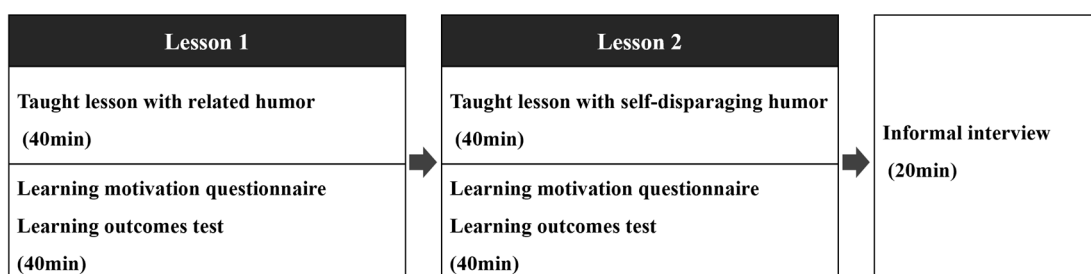 Lesson 1
Taught lesson with related humor
(40min)
Learning motivation questionnaire
Learning outcomes test
(40min)
Lesson 2
Taught lesson with self-disparaging humor
(40min)
Learning motivation questionnaire
Learning outcomes test
(40min)
Informal interview
(20min)